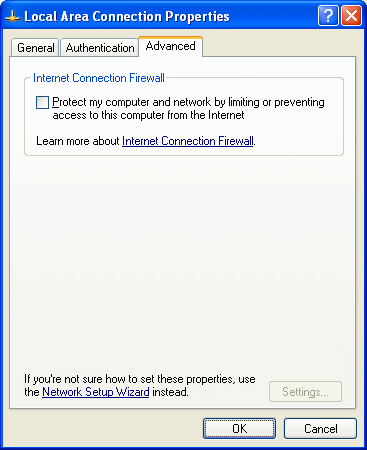 Local Area Connection Properties
General Authentication Advanced
Internet Connection Firewall
Protect my computer and network by limiting or preventing
access to this computer from the Internet
Learn more about Internet Connection Firewall.
If you're not sure how to set these properties, use
the Network Setup Wizard instead.
Settings...
OK Cancel